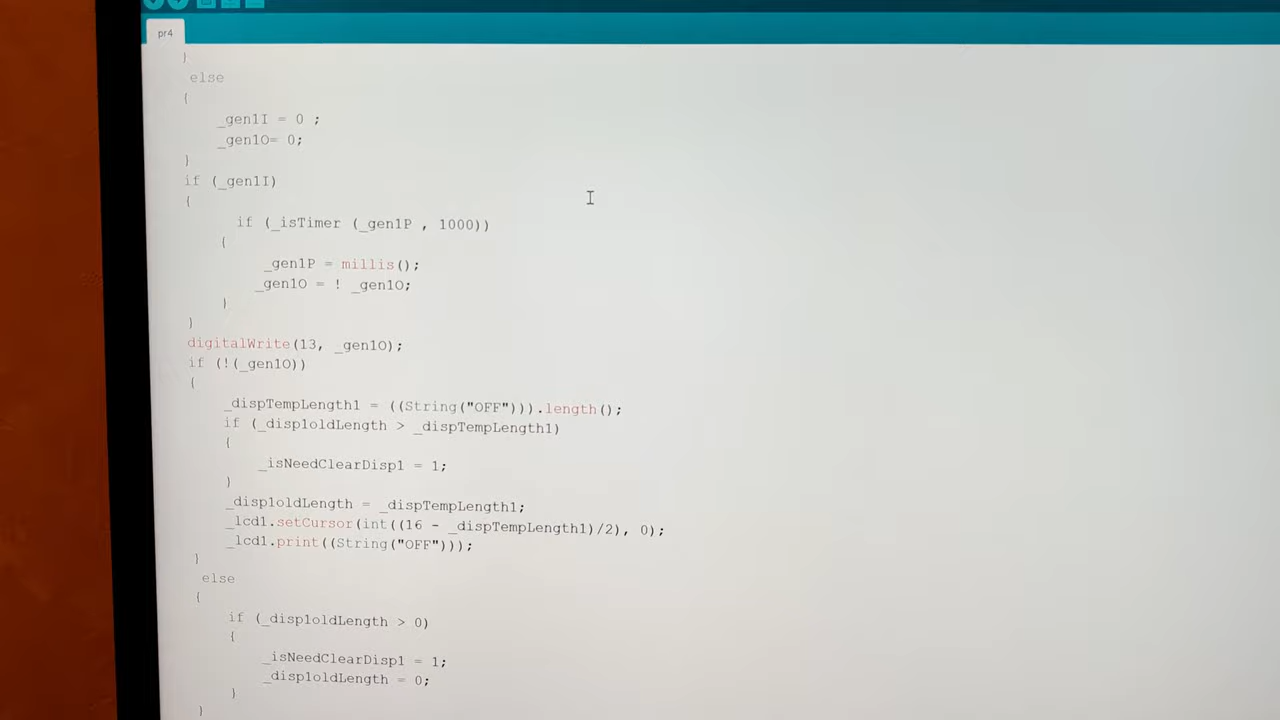 pr4
}
else
{
_gen1I = 0 ;
_gen1O= 0;
}
if (_gen1I)
{
if (_isTimer (_gen1P , 1000))
{
_gen1P = millis();
_gen1O = ! _gen1O;
}
}
digitalWrite(13, _gen1O);
if (!(_gen1O))
{
_dispTempLength1 = ((String("OFF"))).length();
if (_disp1oldLength > _dispTempLength1)
{
_isNeedClearDisp1 = 1;
}
_disp1oldLength = _dispTempLength1;
_lcd1.setCursor(int((16 - _dispTempLength1)/2), 0);
_lcd1.print((String("OFF")));
}
else
{
if (_disp1oldLength > 0)
{
_isNeedClearDisp1 = 1;
_disp1oldLength = 0;
}
}